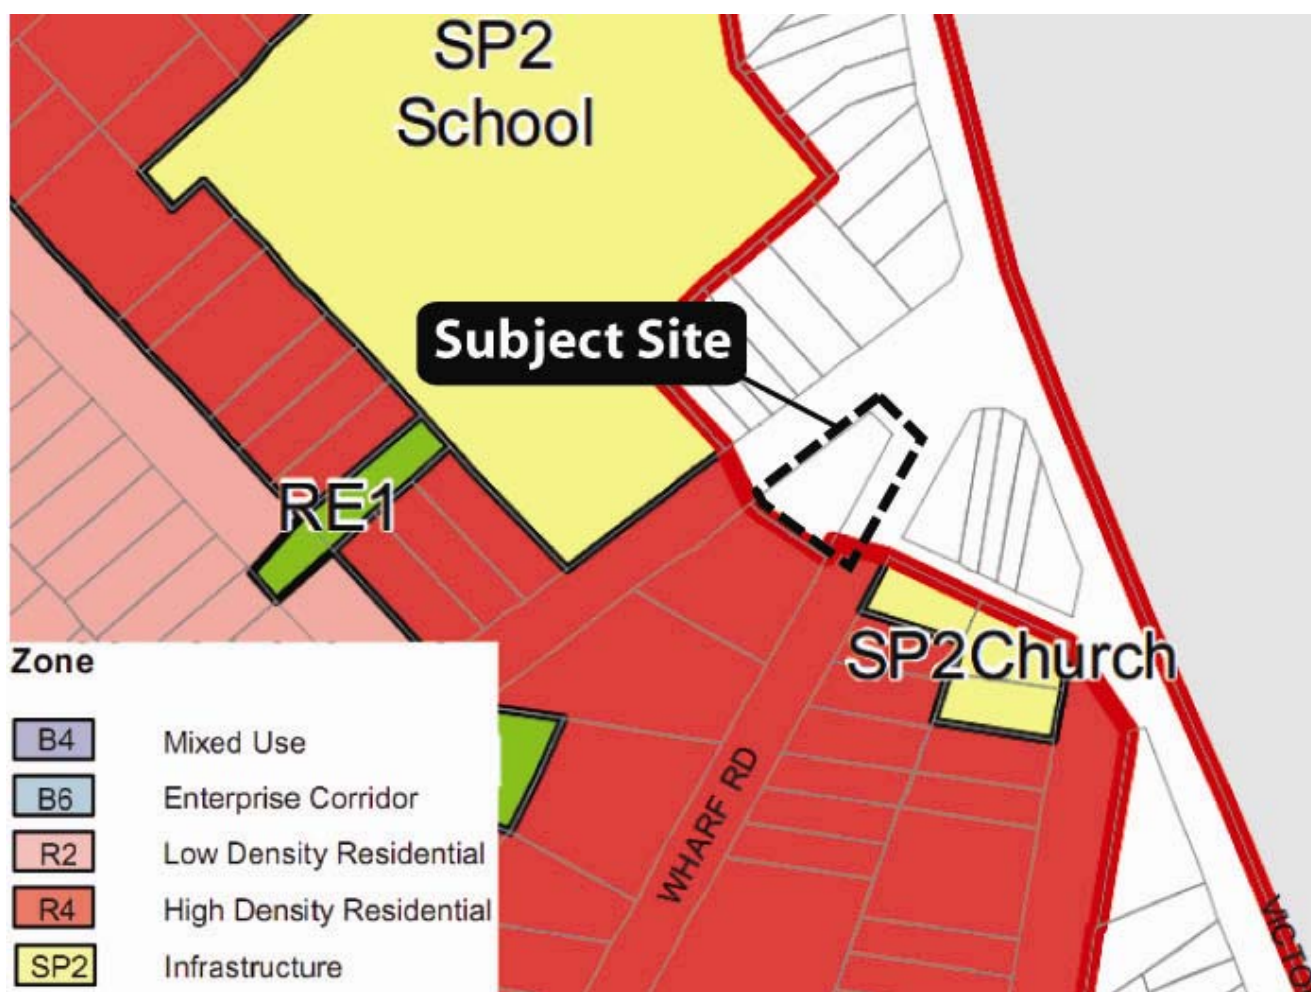 SP2
School
Subject Site
RE1
SP2Church
WHARF RD
Zone
B4 Mixed Use
B6 Enterprise Corridor
R2 Low Density Residential
R4 High Density Residential
SP2 Infrastructure
VICTO